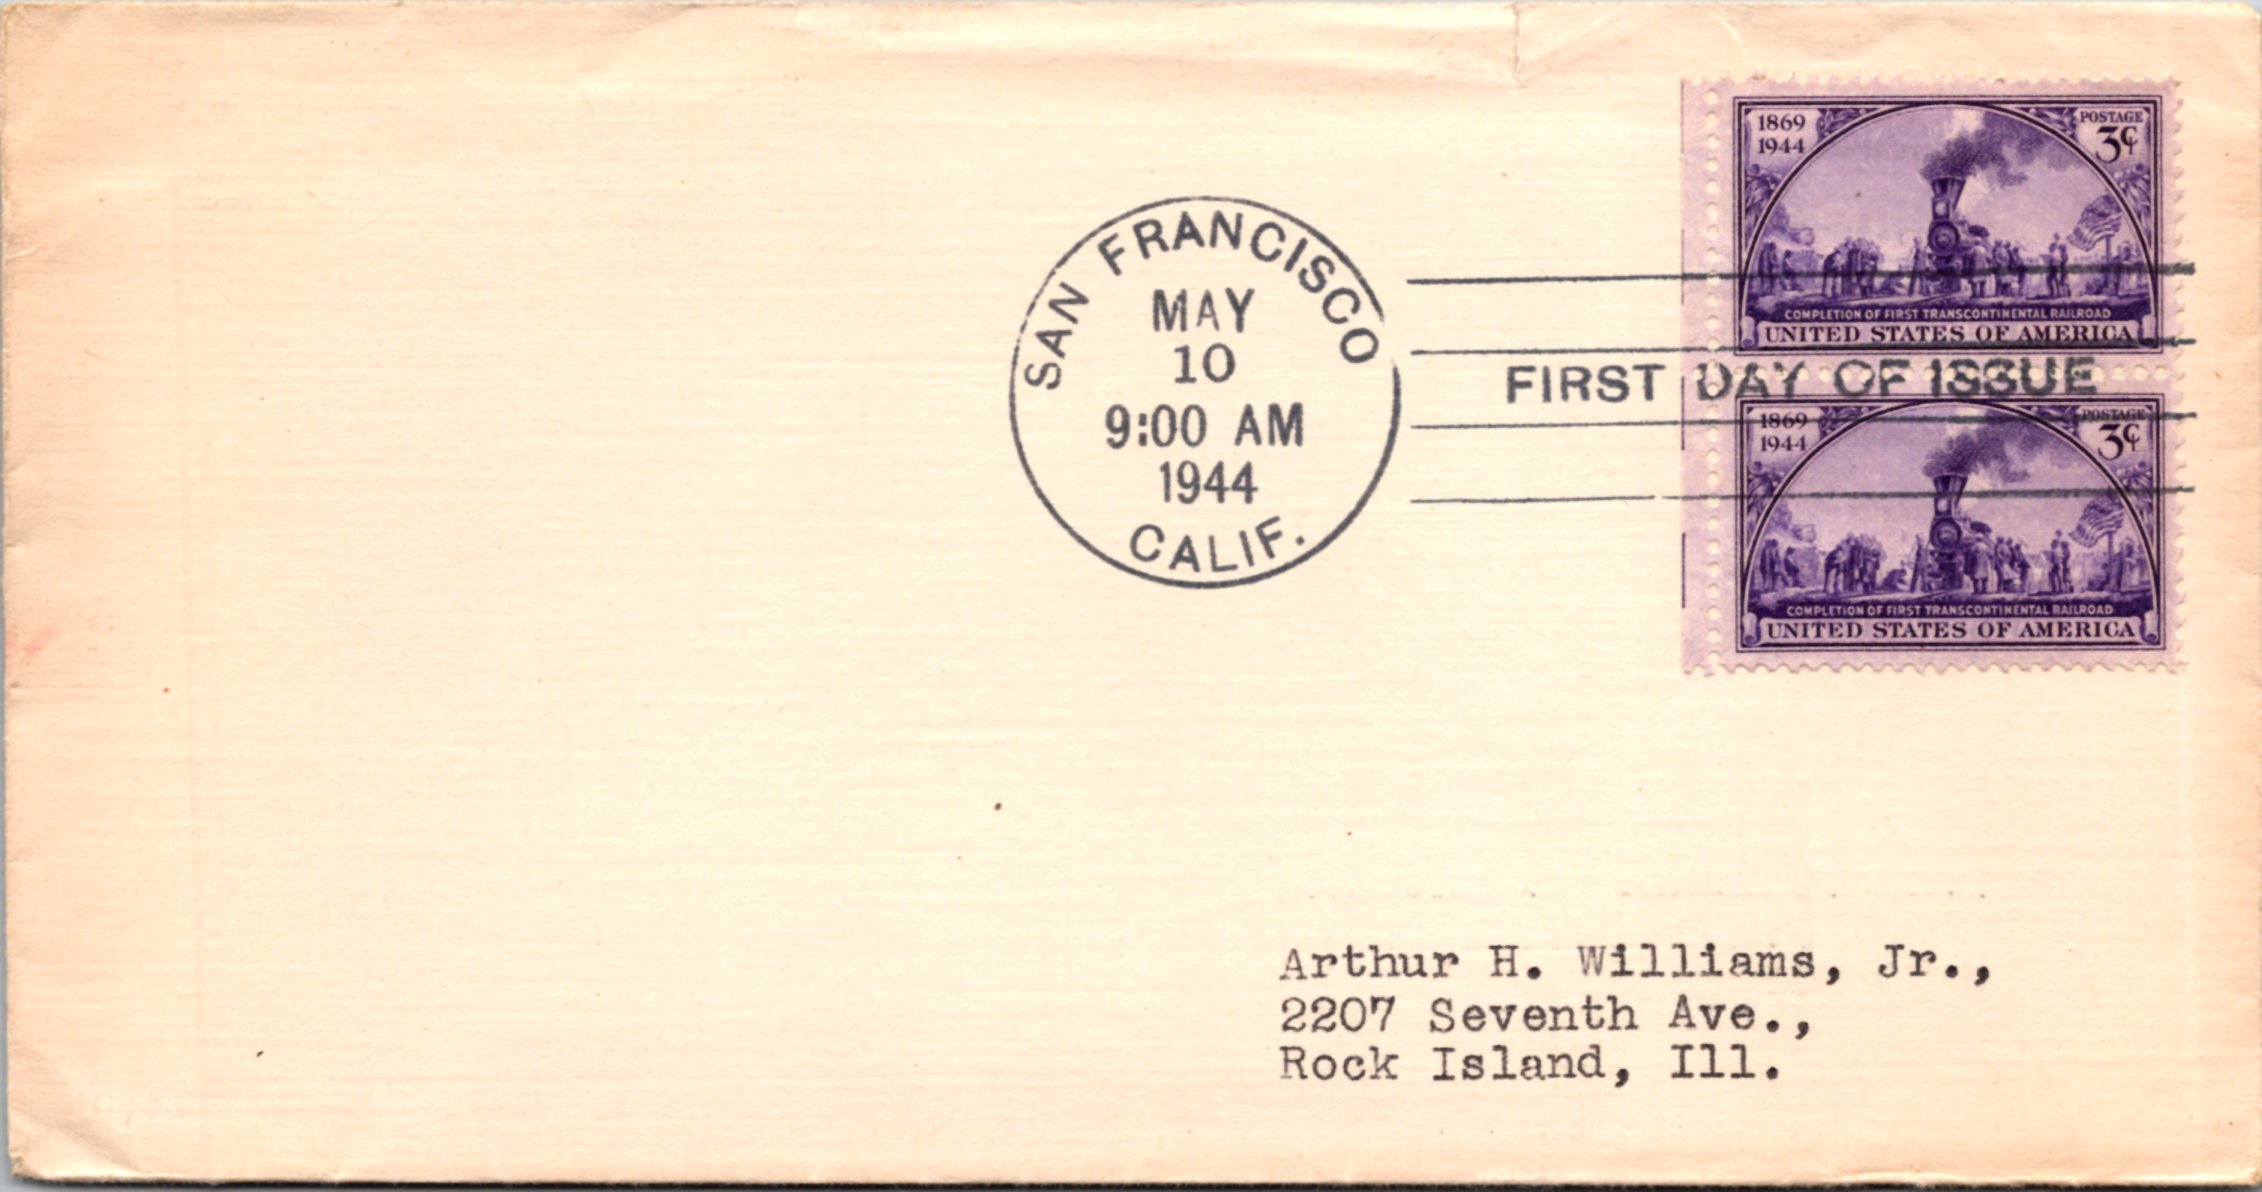 SAN FRANCISCO
MAY
10
9:00 AM
1944
CALIF.
FIRST DAY OF ISSUE
1869
1944
POSTAGE
3¢
COMPLETION OF FIRST TRANSCONTINENTAL RAILROAD
UNITED STATES OF AMERICA
1869
1944
POSTAGE
3¢
COMPLETION OF FIRST TRANSCONTINENTAL RAILROAD
UNITED STATES OF AMERICA
Arthur H. Williams, Jr.,
2207 Seventh Ave.,
Rock Island, Ill.